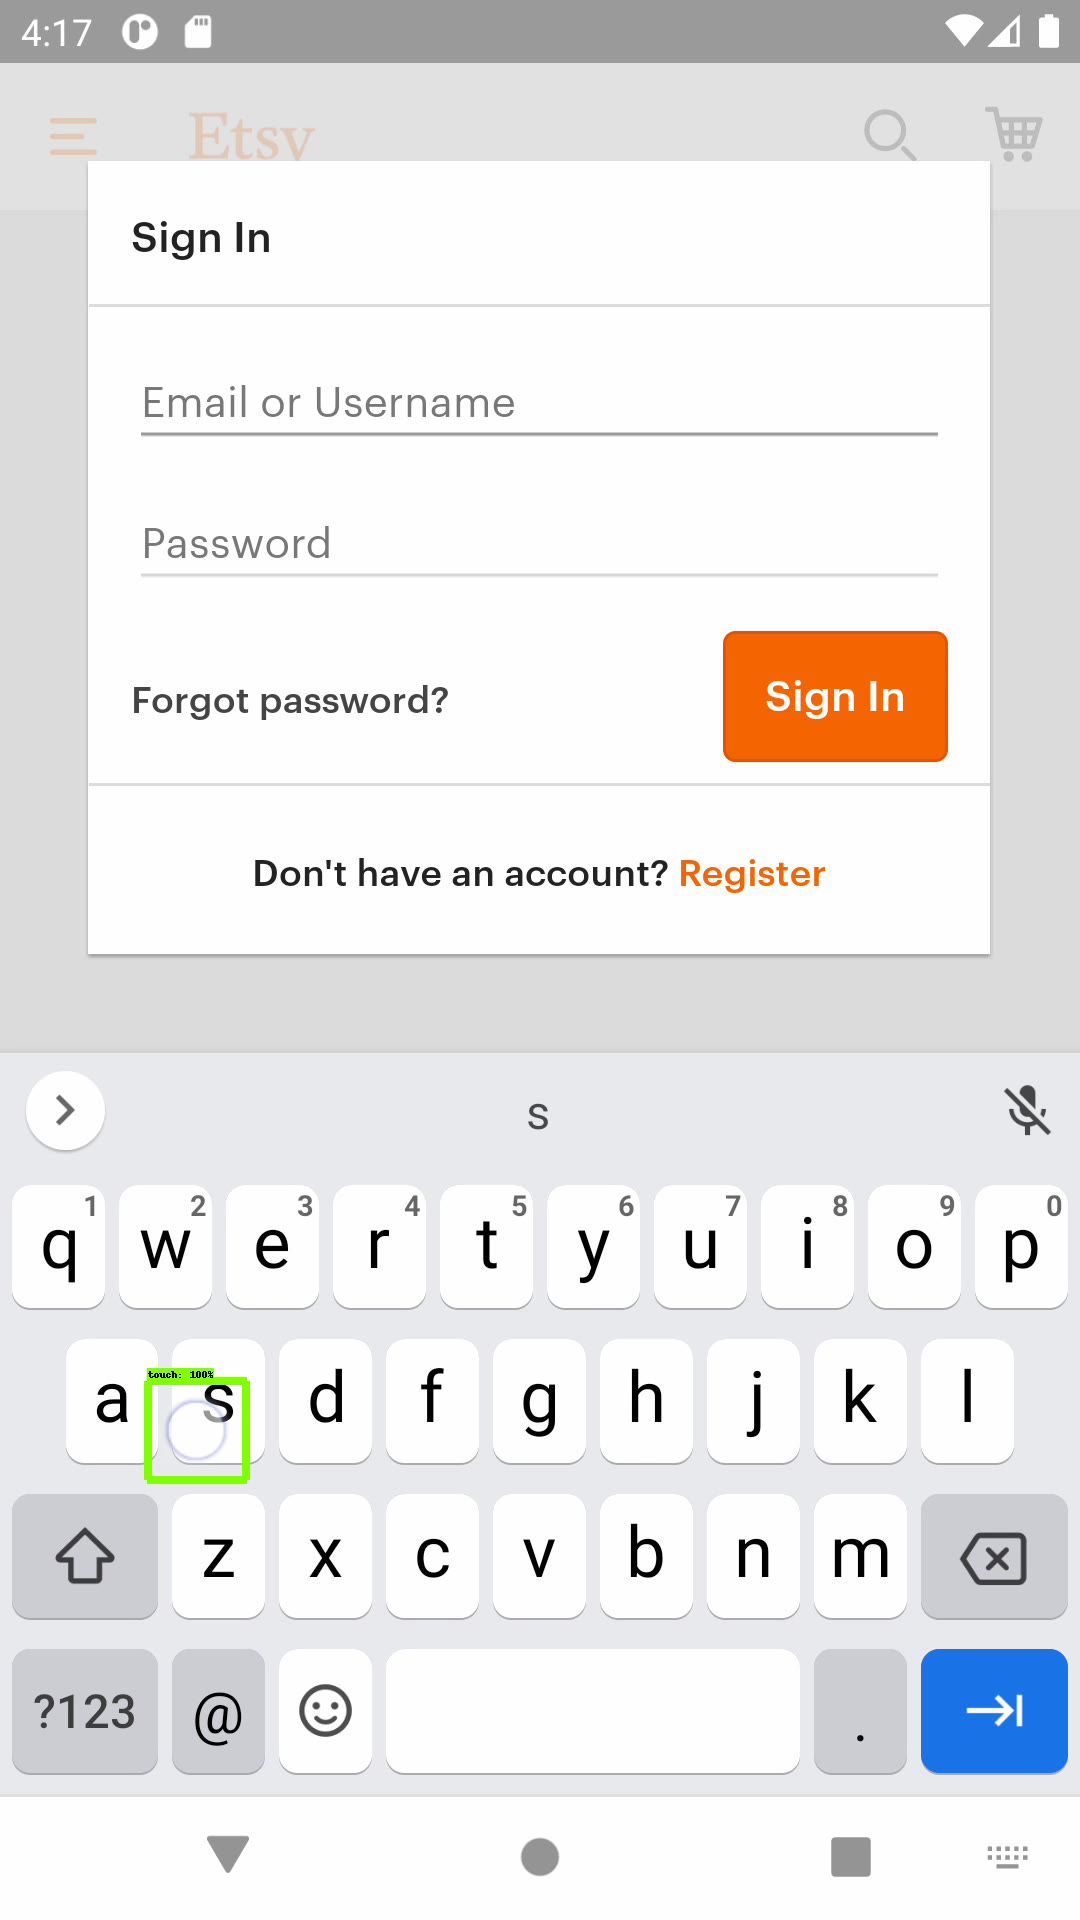 4:17
Etsy
Sign In
Email or Username
Password
Forgot password?
Sign In
Don't have an account? Register
s
1 2 3 4 5 6 7 8 9 0
q w e r t y u i o p
touch: 100%
a s d f g h j k l
z x c v b n m
?123 @ .